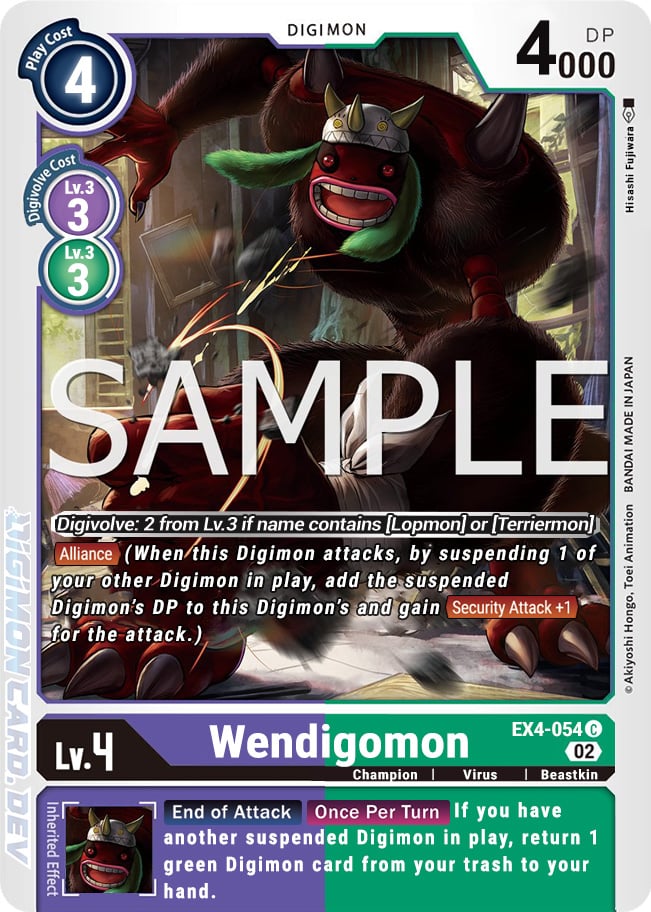 DIGIMON
Play Cost
4
DP
4000
Digivolve Cost
Lv.3
3
Lv.3
3
Hisashi Fujiwara
SAMPLE
Digivolve: 2 from Lv.3 if name contains [Lopmon] or [Terriermon]
Alliance (When this Digimon attacks, by suspending 1 of
your other Digimon in play, add the suspended
Digimon's DP to this Digimon's and gain Security Attack +1
for the attack.)
© Akiyoshi Hongo, Toei Animation BANDAI MADE IN JAPAN
DIGIMONCARD.DEV
Lv.4
Wendigomon
EX4-054 C
02
Champion | Virus | Beastkin
Inherited Effect
End of Attack Once Per Turn If you have
another suspended Digimon in play, return 1
green Digimon card from your trash to your
hand.